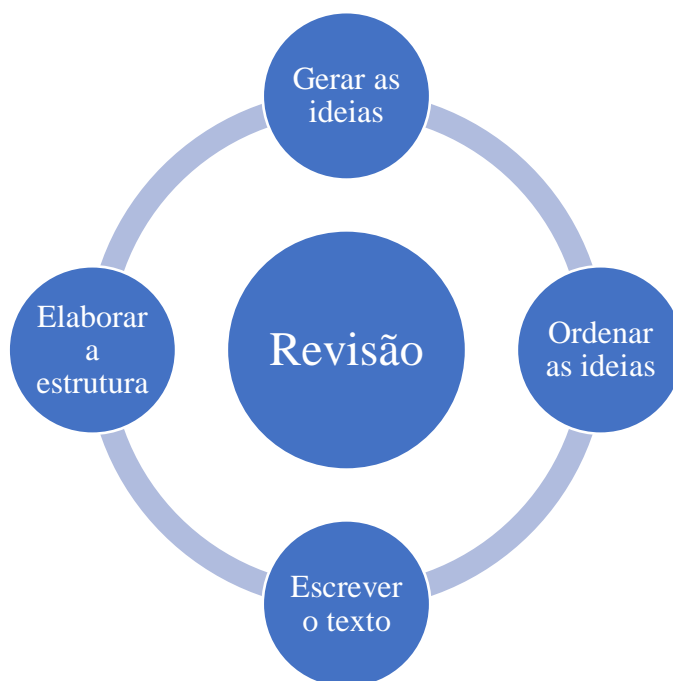 Gerar as
ideias
Elaborar
a
estrutura
Revisão
Ordenar
as ideias
Escrever
o texto